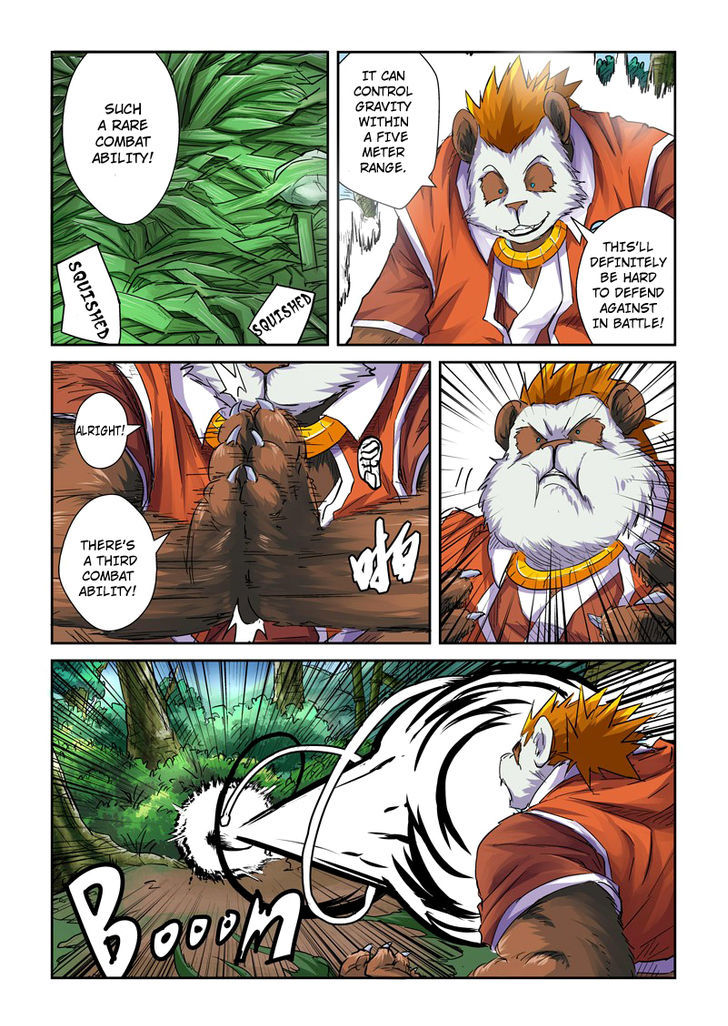 SUCH
A RARE
COMBAT
ABILITY!
SQUISHED
SQUISHED
IT CAN
CONTROL
GRAVITY
WITHIN
A FIVE
METER
RANGE.
THIS'LL
DEFINITELY
BE HARD
TO DEFEND
AGAINST
IN BATTLE!
ALRIGHT!
THERE'S
A THIRD
COMBAT
ABILITY!
啪
BOOOM